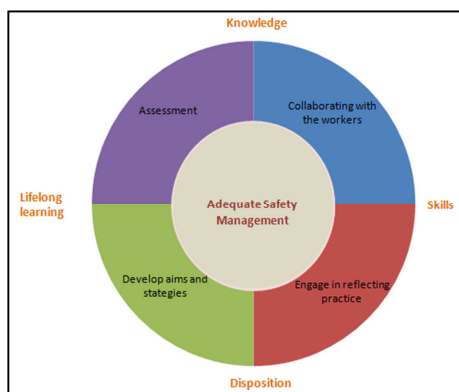 Knowledge
Assessment
Collaborating with
the workers
Lifelong
learning
Adequate Safety
Management
Skills
Develop aims and
stategies
Engage in reflecting
practice
Disposition